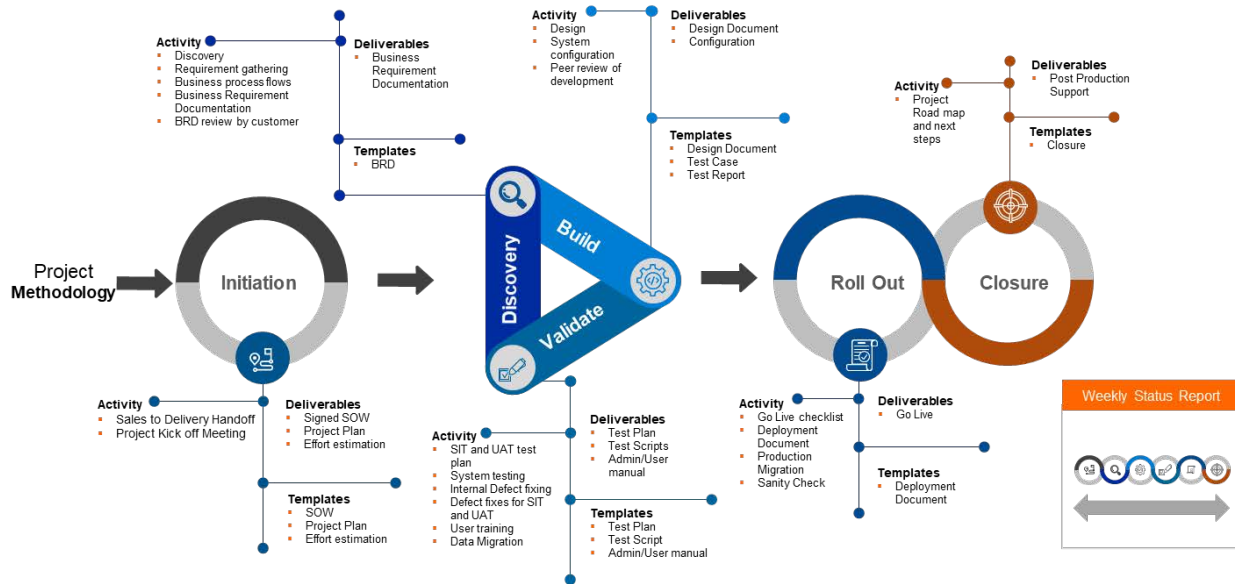 Project
Methodology
Initiation
Activity
Sales to Delivery Handoff
Project Kick off Meeting
Deliverables
Signed SOW
Project Plan
Effort estimation
Templates
SOW
Project Plan
Effort estimation
Activity
Discovery
Requirement gathering
Business process flows
Business Requirement
Documentation
BRD review by customer
Deliverables
Business
Requirement
Documentation
Templates
BRD
Discovery
Build
Validate
Activity
Design
System
configuration
Peer review of
development
Deliverables
Design Document
Configuration
Templates
Design Document
Test Case
Test Report
Activity
SIT and UAT test
plan
System testing
Internal Defect fixing
Defect fixes for SIT
and UAT
User training
Data Migration
Deliverables
Test Plan
Test Scripts
Admin/User
manual
Templates
Test Plan
Test Script
Admin/User manual
Roll Out
Activity
Go Live checklist
Deployment
Document
Production
Migration
Sanity Check
Deliverables
Go Live
Templates
Deployment
Document
Closure
Activity
Project
Road map
and next
steps
Deliverables
Post Production
Support
Templates
Closure
Weekly Status Report